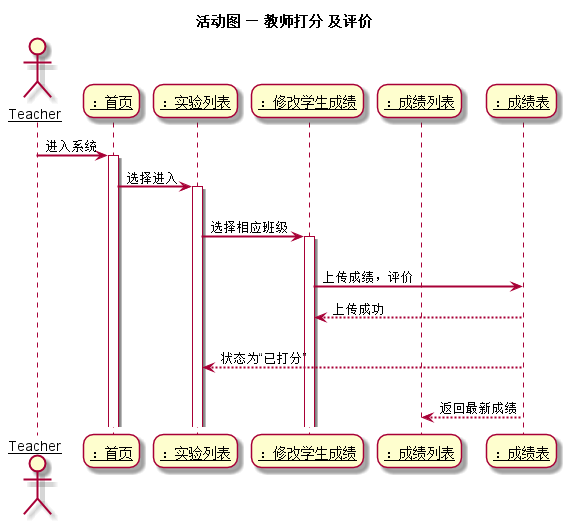 活动图 － 教师打分 及评价
Teacher
：首页
：实验列表
：修改学生成绩
：成绩列表
：成绩表
进入系统
选择进入
选择相应班级
上传成绩，评价
上传成功
状态为“已打分”
返回最新成绩
Teacher
：首页
：实验列表
：修改学生成绩
：成绩列表
：成绩表